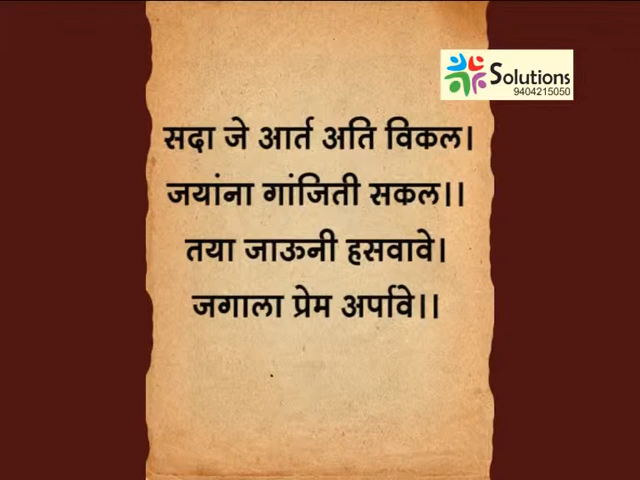 Solutions
9404215050
सदा जे आर्त अति विकल।
जयांना गांजिती सकल।।
तया जाऊनी हसवावे।
जगाला प्रेम अर्पावे।।